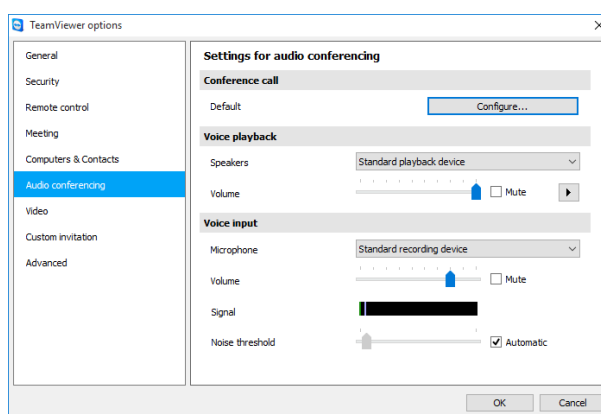 TeamViewer options
General
Security
Remote control
Meeting
Computers & Contacts
Audio conferencing
Video
Custom invitation
Advanced
Settings for audio conferencing
Conference call
Default Configure...
Voice playback
Speakers Standard playback device
Volume Mute
Voice input
Microphone Standard recording device
Volume Mute
Signal
Noise threshold Automatic
OK Cancel